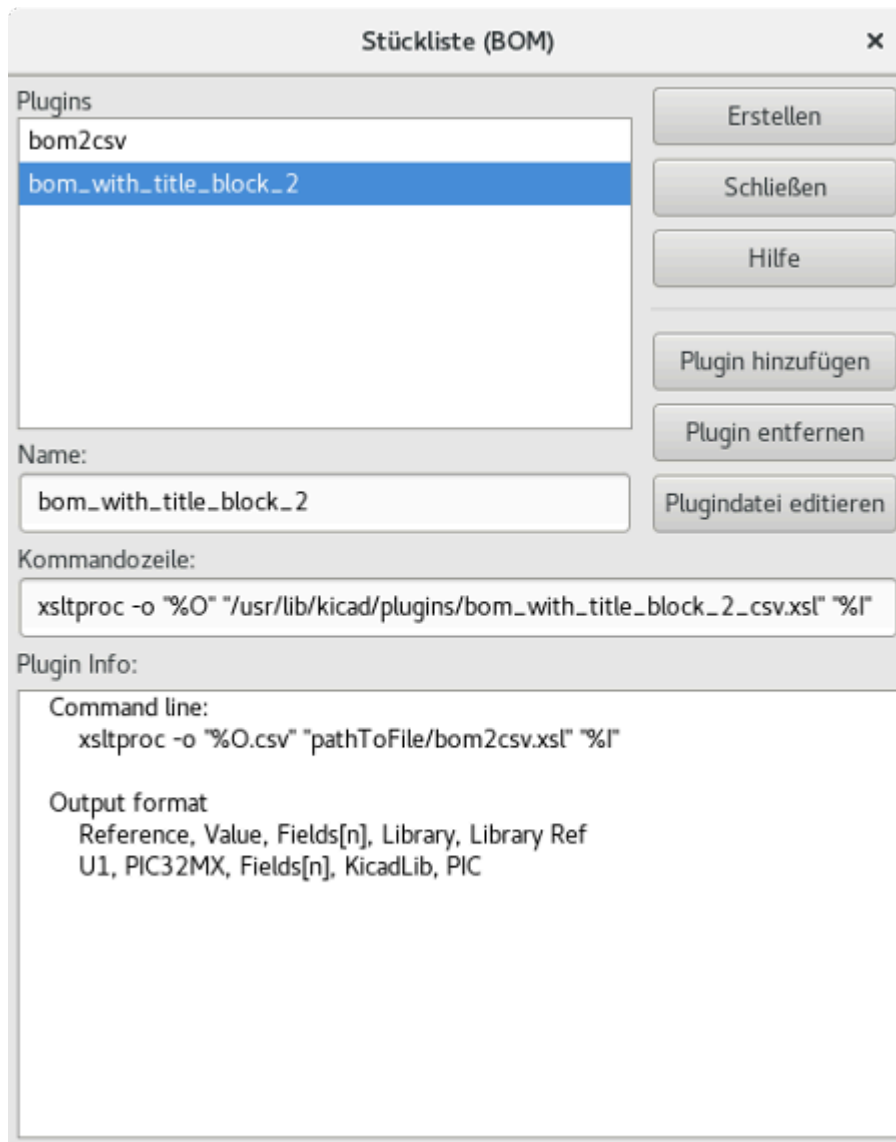 Stückliste (BOM)
Plugins
bom2csv
bom_with_title_block_2
Erstellen
Schließen
Hilfe
Plugin hinzufügen
Plugin entfernen
Plugindatei editieren
Name:
bom_with_title_block_2
Kommandozeile:
xsltproc -o "%O" "/usr/lib/kicad/plugins/bom_with_title_block_2_csv.xsl" "%I"
Plugin Info:
Command line:
xsltproc -o "%O.csv" "pathToFile/bom2csv.xsl" "%I"
Output format
Reference, Value, Fields[n], Library, Library Ref
U1, PIC32MX, Fields[n], KicadLib, PIC